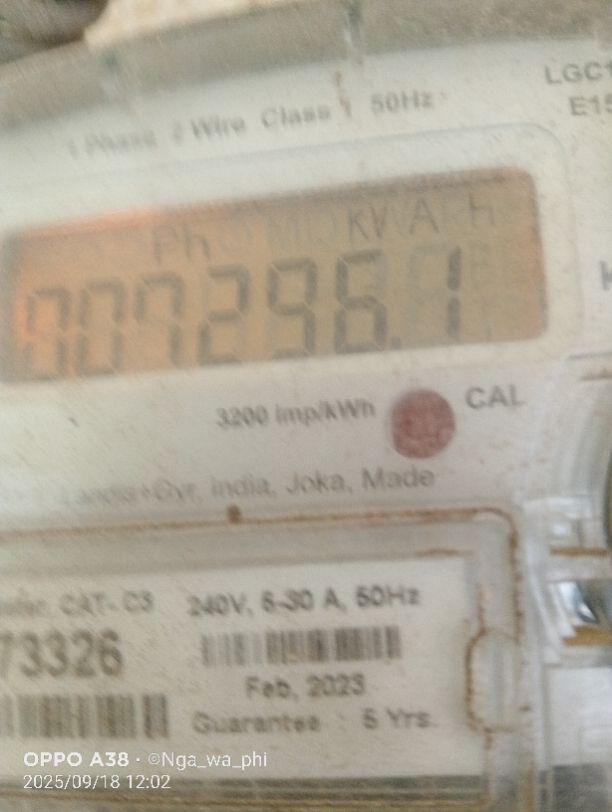 LGC1
E15
1 Phase 2 Wire Class 1 50Hz
Ph kWAh
007296.1
K
3200 imp/kWh
CAL
Landis+Gyr, India, Joka, Made
CAT- C3 240V, 5-30 A, 50Hz
73326
Feb, 2023
Guarantee : 5 Yrs.
OPPO A38 · ©Nga_wa_phi
2025/09/18 12:02